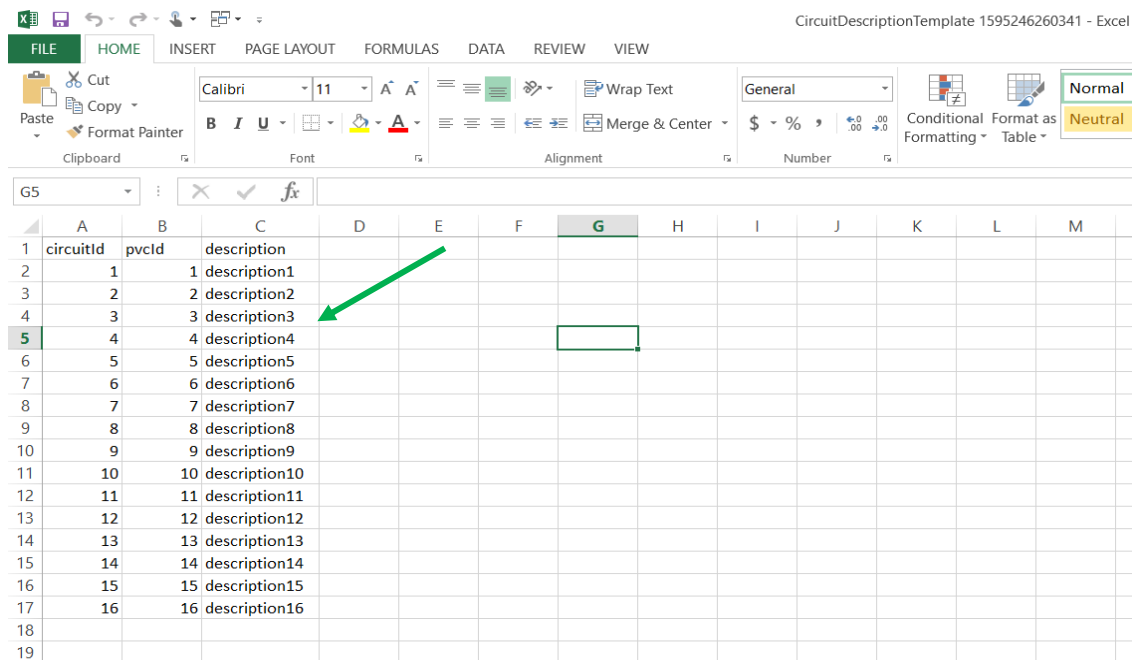 CircuitDescriptionTemplate 1595246260341 - Excel
FILE HOME INSERT PAGE LAYOUT FORMULAS DATA REVIEW VIEW
Paste
Cut
Copy
Format Painter
Clipboard
Calibri 11 A A
B I U A
Font
Wrap Text
Merge & Center
Alignment
General
$ % , .00 .00
Number
Conditional Formatting
Format as Table
Normal
Neutral
G5 fx
A B C D E F G H I J K L M
1 circuitId pvcId description
2 1 1 description1
3 2 2 description2
4 3 3 description3
5 4 4 description4
6 5 5 description5
7 6 6 description6
8 7 7 description7
9 8 8 description8
10 9 9 description9
11 10 10 description10
12 11 11 description11
13 12 12 description12
14 13 13 description13
15 14 14 description14
16 15 15 description15
17 16 16 description16
18
19